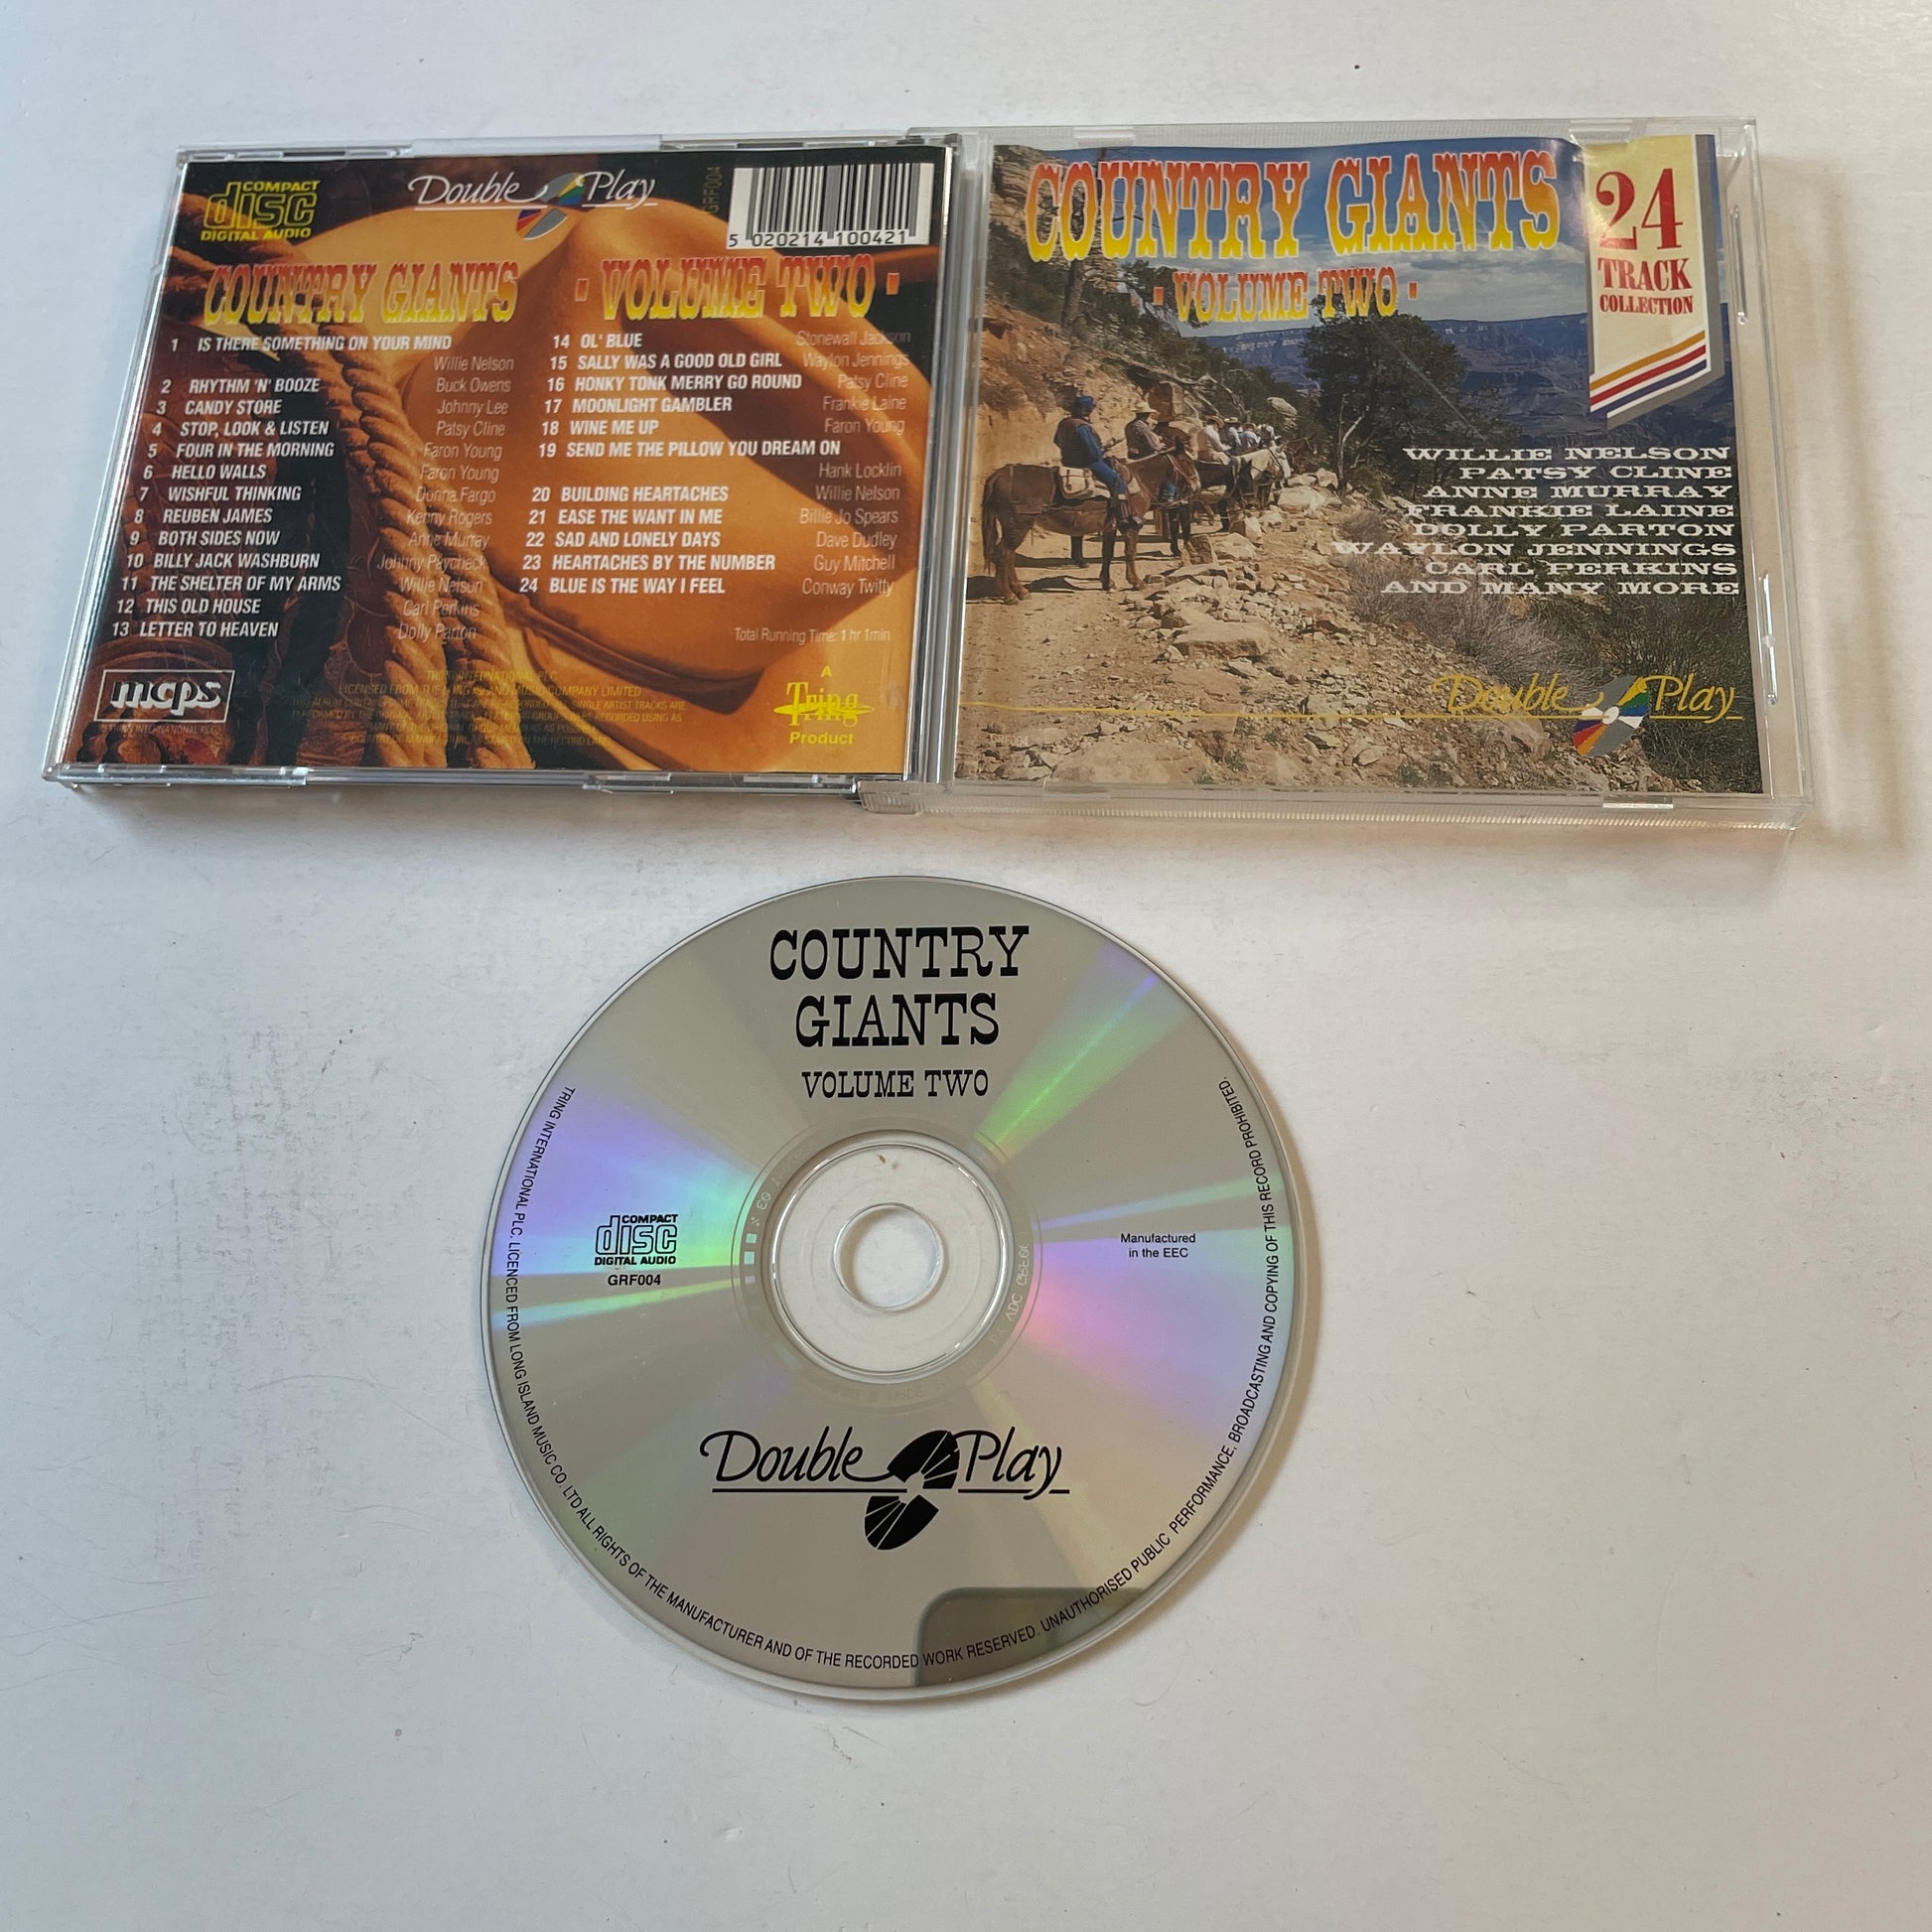 COMPACT
disc
DIGITAL AUDIO
Double Play
GRF004
5 020214 100421
COUNTRY GIANTS - VOLUME TWO -
1 IS THERE SOMETHING ON YOUR MIND
Willie Nelson
2 RHYTHM 'N' BOOZE Buck Owens
3 CANDY STORE Johnny Lee
4 STOP, LOOK & LISTEN Patsy Cline
5 FOUR IN THE MORNING Faron Young
6 HELLO WALLS Faron Young
7 WISHFUL THINKING Donna Fargo
8 REUBEN JAMES Kenny Rogers
9 BOTH SIDES NOW Anne Murray
10 BILLY JACK WASHBURN Johnny Paycheck
11 THE SHELTER OF MY ARMS Willie Nelson
12 THIS OLD HOUSE Carl Perkins
13 LETTER TO HEAVEN Dolly Parton
14 OL' BLUE Stonewall Jackson
15 SALLY WAS A GOOD OLD GIRL Waylon Jennings
16 HONKY TONK MERRY GO ROUND Patsy Cline
17 MOONLIGHT GAMBLER Frankie Laine
18 WINE ME UP Faron Young
19 SEND ME THE PILLOW YOU DREAM ON
Hank Locklin
20 BUILDING HEARTACHES Willie Nelson
21 EASE THE WANT IN ME Billie Jo Spears
22 SAD AND LONELY DAYS Dave Dudley
23 HEARTACHES BY THE NUMBER Guy Mitchell
24 BLUE IS THE WAY I FEEL Conway Twitty
Total Running Time: 1 hr 1min
mcps
TRING INTERNATIONAL PLC
LICENSED FROM THE LONG ISLAND MUSIC COMPANY LIMITED
A
Tring
Product
COUNTRY GIANTS
- VOLUME TWO -
24
TRACK
COLLECTION
WILLIE NELSON
PATSY CLINE
ANNE MURRAY
FRANKIE LAINE
DOLLY PARTON
WAYLON JENNINGS
CARL PERKINS
AND MANY MORE
Double Play
COUNTRY
GIANTS
VOLUME TWO
COMPACT
disc
DIGITAL AUDIO
GRF004
Manufactured
in the EEC
Double Play
TRING INTERNATIONAL PLC. LICENCED FROM LONG ISLAND MUSIC CO. LTD ALL RIGHTS OF THE MANUFACTURER AND OF THE RECORDED WORK RESERVED. UNAUTHORISED PUBLIC PERFORMANCE, BROADCASTING AND COPYING OF THIS RECORD PROHIBITED.